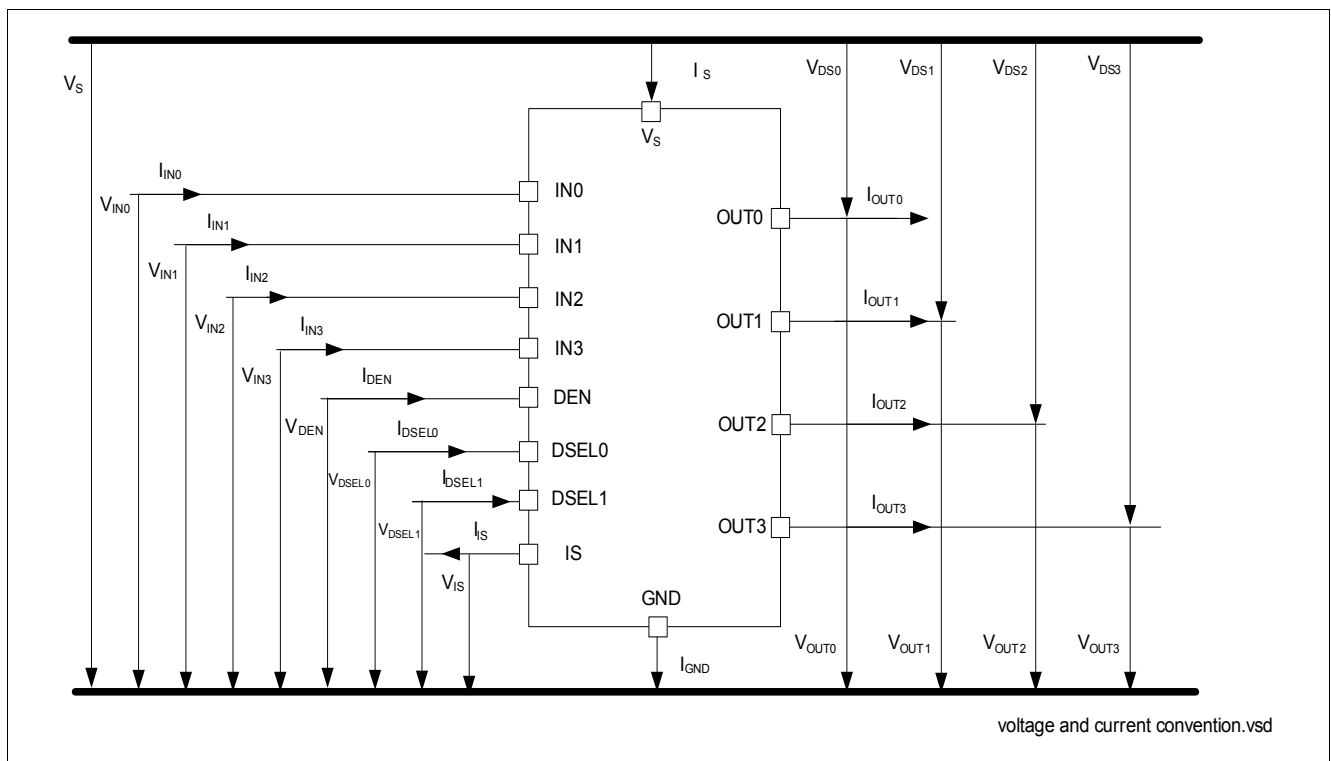 V_S
I_S
V_DS0
V_DS1
V_DS2
V_DS3
V_S
I_IN0
IN0
V_IN0
I_IN1
IN1
V_IN1
I_IN2
IN2
V_IN2
I_IN3
IN3
V_IN3
I_DEN
DEN
V_DEN
I_DSEL0
DSEL0
V_DSEL0
I_DSEL1
DSEL1
V_DSEL1
I_IS
IS
V_IS
OUT0
I_OUT0
OUT1
I_OUT1
OUT2
I_OUT2
OUT3
I_OUT3
GND
I_GND
V_OUT0
V_OUT1
V_OUT2
V_OUT3
voltage and current convention.vsd